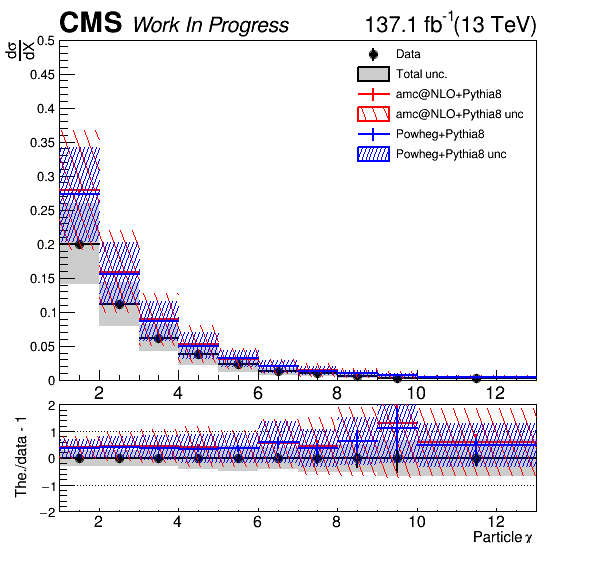 CMS Work In Progress 137.1 fb⁻¹(13 TeV)
dσ/dX
0.5
0.45
0.4
0.35
0.3
0.25
0.2
0.15
0.1
0.05
0
Data
Total unc.
amc@NLO+Pythia8
amc@NLO+Pythia8 unc
Powheg+Pythia8
Powheg+Pythia8 unc
2 4 6 8 10 12
The./data - 1
2
1
0
−1
−2
2 4 6 8 10 12
Particle χ